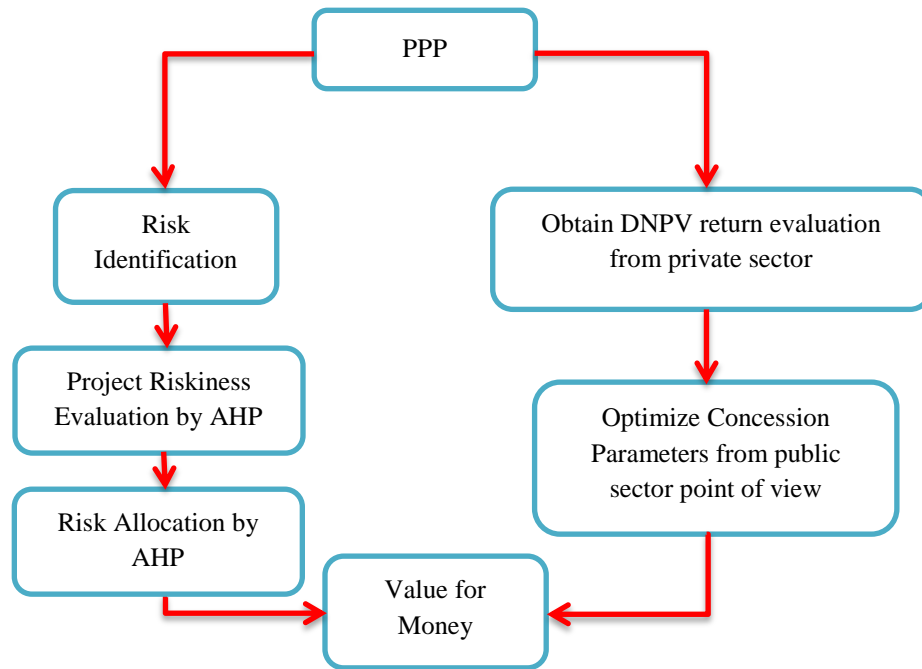 PPP
Risk
Identification
Project Riskiness
Evaluation by AHP
Risk Allocation by
AHP
Obtain DNPV return evaluation
from private sector
Optimize Concession
Parameters from public
sector point of view
Value for
Money